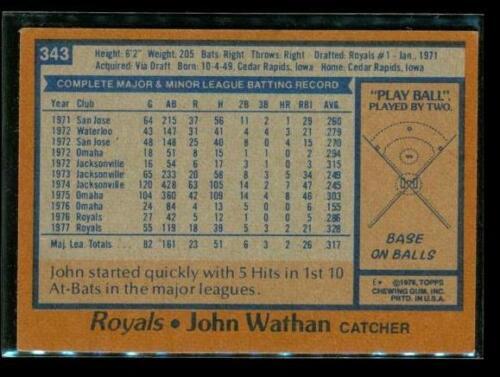 343
Height: 6'2" Weight: 205 Bats: Right Throws: Right Drafted: Royals #1 - Jan., 1971
Acquired: Via Draft Born: 10-4-49, Cedar Rapids, Iowa Home: Cedar Rapids, Iowa
COMPLETE MAJOR & MINOR LEAGUE BATTING RECORD
Year Club G AB R H 2B 3B HR RBI AVG.
1971 San Jose 64 215 37 56 11 2 1 29 .260
1972 Waterloo 43 147 31 41 4 4 3 21 .279
1972 San Jose 48 148 25 40 8 0 4 15 .270
1972 Omaha 18 51 8 15 1 1 0 2 .294
1972 Jacksonville 16 54 6 17 3 1 0 3 .315
1973 Jacksonville 65 233 20 58 5 3 1 34 .249
1974 Jacksonville 120 428 63 105 14 2 7 51 .245
1975 Omaha 104 360 42 109 14 4 8 46 .303
1976 Omaha 24 84 4 13 5 0 0 6 .155
1976 Royals 27 42 5 12 1 0 0 5 .286
1977 Royals 55 119 18 39 5 3 2 21 .328
Maj. Lea. Totals . . . 82 161 23 51 6 3 2 26 .317
John started quickly with 5 Hits in 1st 10
At-Bats in the major leagues.
"PLAY BALL"
PLAYED BY TWO.
BASE
ON BALLS
©1978, TOPPS
CHEWING GUM, INC.
PRTD. IN U.S.A.
Royals • John Wathan CATCHER